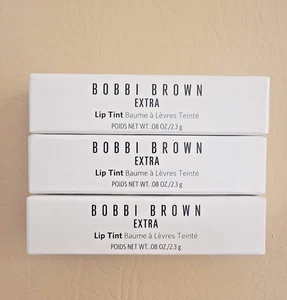 BOBBI BROWN
EXTRA
Lip Tint Baume à Lèvres Teinté
POIDS NET WT. .08 OZ./2.3 g
BOBBI BROWN
EXTRA
Lip Tint Baume à Lèvres Teinté
POIDS NET WT. .08 OZ./2.3 g
BOBBI BROWN
EXTRA
Lip Tint Baume à Lèvres Teinté
POIDS NET WT. .08 OZ./2.3 g